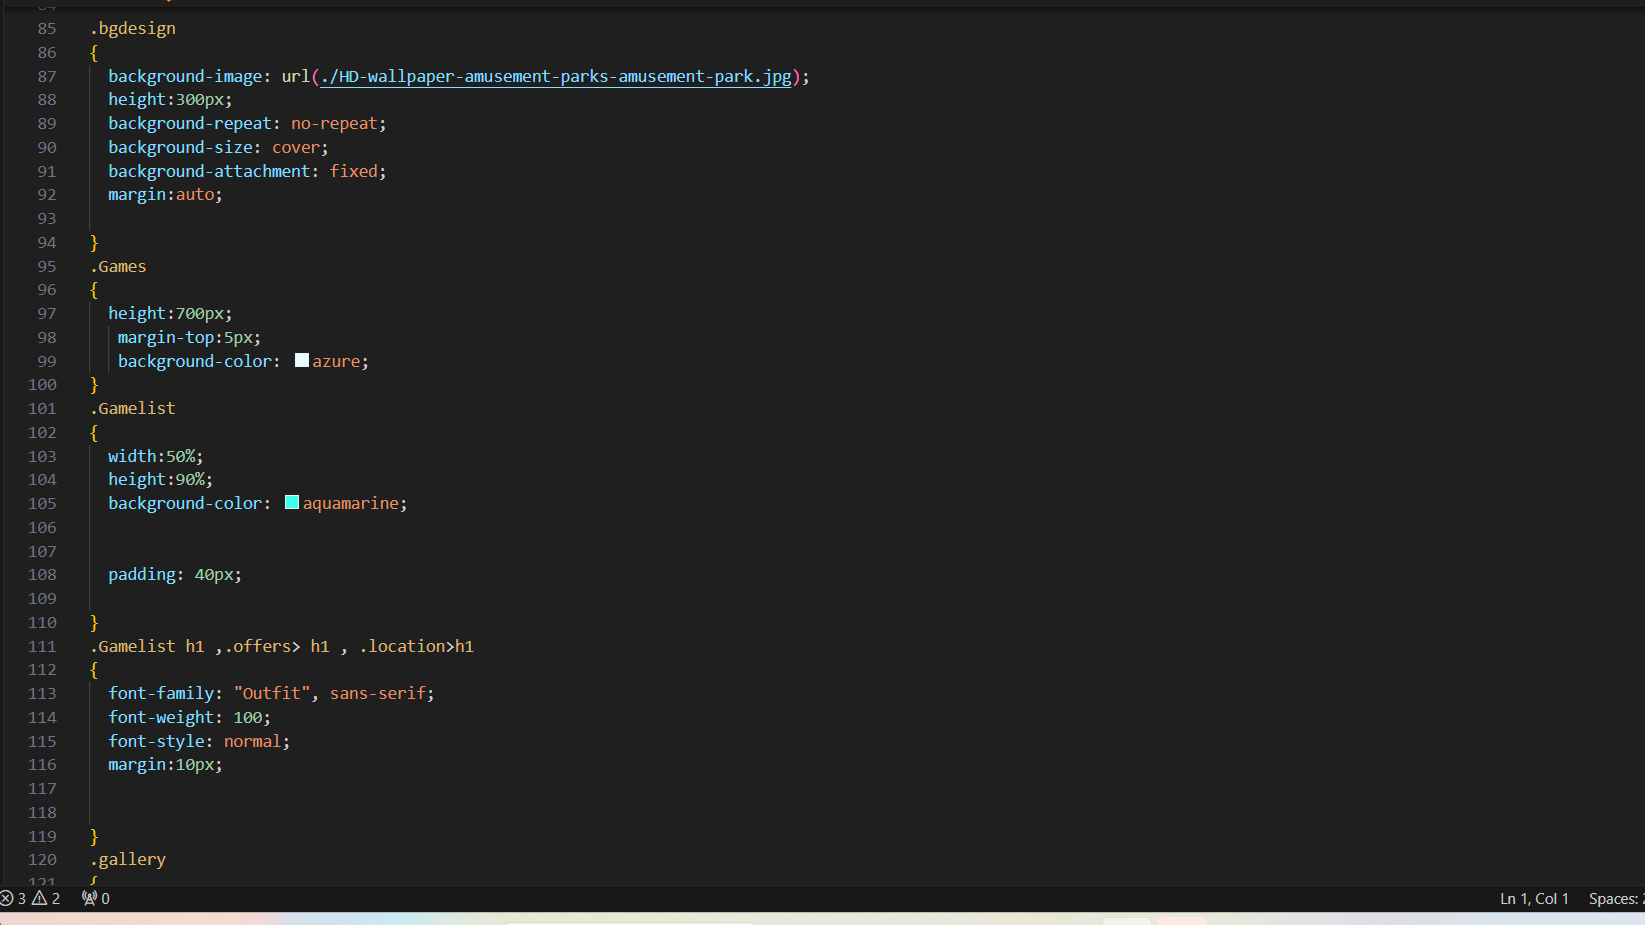 85 .bgdesign
86 {
87 background-image: url(./HD-wallpaper-amusement-parks-amusement-park.jpg);
88 height:300px;
89 background-repeat: no-repeat;
90 background-size: cover;
91 background-attachment: fixed;
92 margin:auto;
93
94 }
95 .Games
96 {
97 height:700px;
98 margin-top:5px;
99 background-color: azure;
100 }
101 .Gamelist
102 {
103 width:50%;
104 height:90%;
105 background-color: aquamarine;
106
107
108 padding: 40px;
109
110 }
111 .Gamelist h1 ,.offers> h1 , .location>h1
112 {
113 font-family: "Outfit", sans-serif;
114 font-weight: 100;
115 font-style: normal;
116 margin:10px;
117
118
119 }
120 .gallery
121 {
3 2 0 Ln 1, Col 1 Spaces: